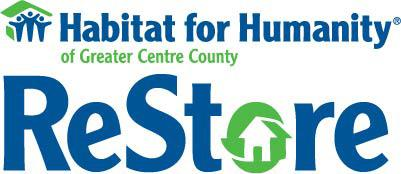 Habitat for Humanity®
of Greater Centre County
ReStore